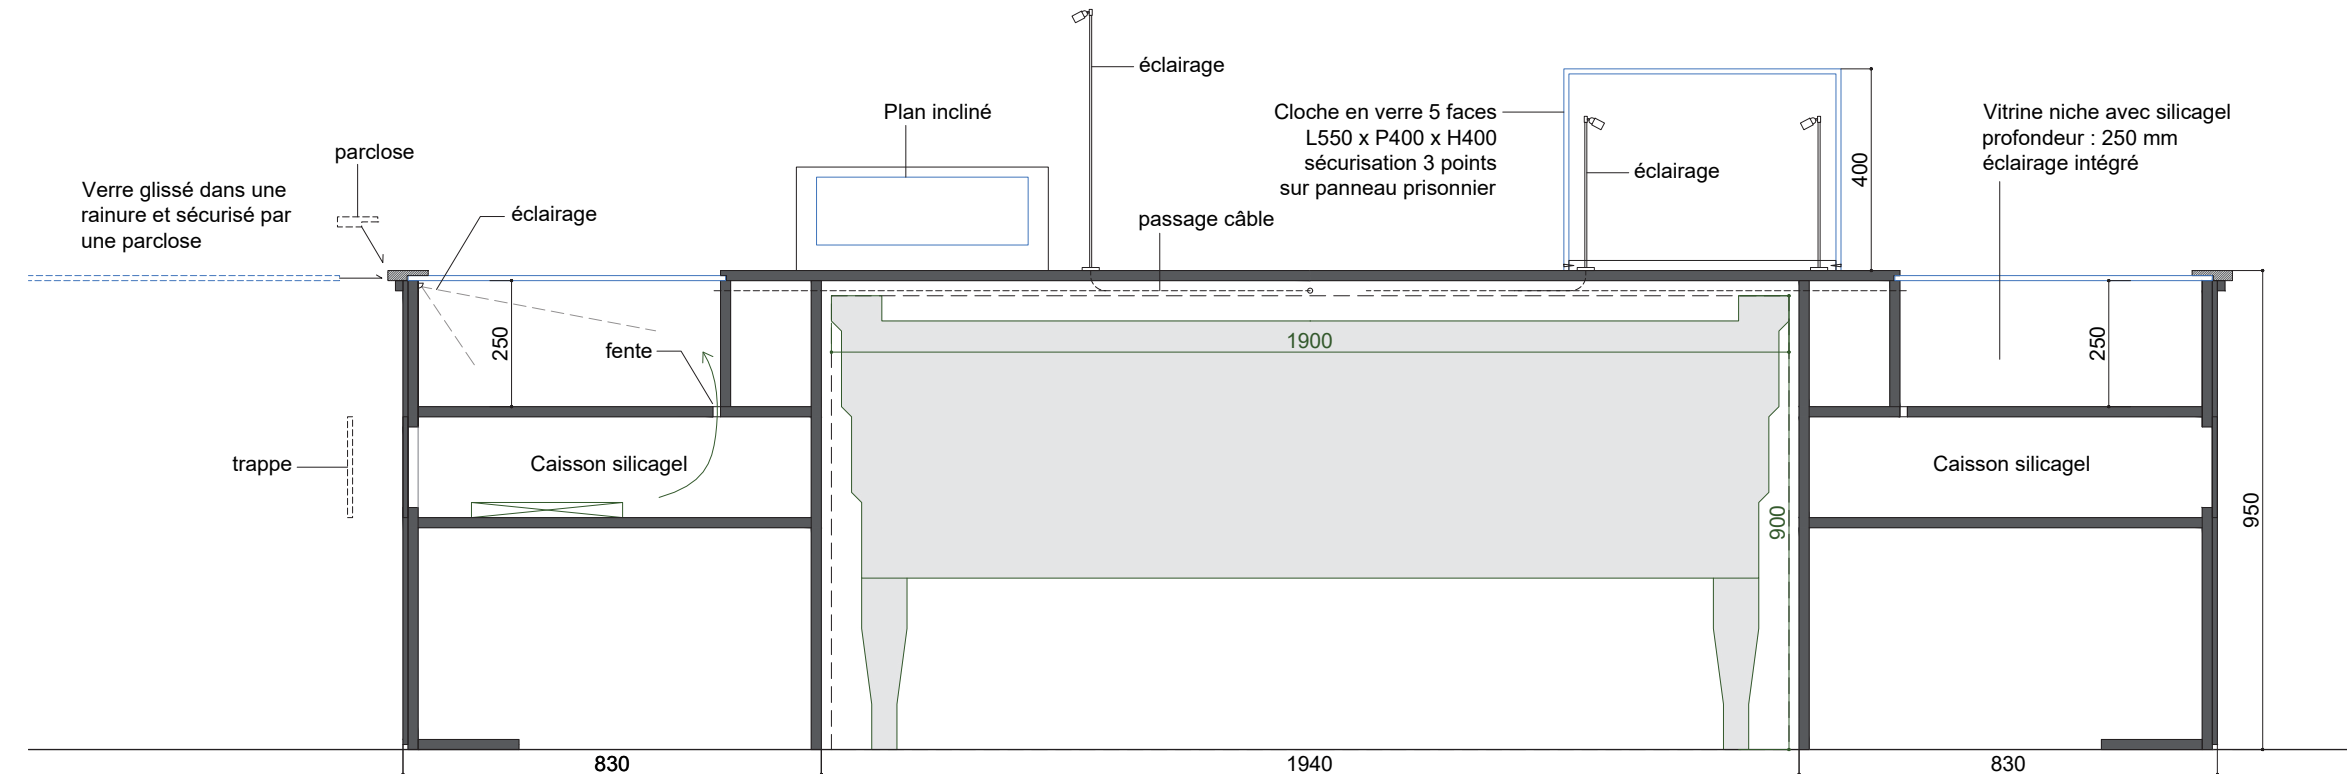 éclairage
Plan incliné
Cloche en verre 5 faces
L550 x P400 x H400
sécurisation 3 points
sur panneau prisonnier
Vitrine niche avec silicagel
profondeur : 250 mm
éclairage intégré
parclose
Verre glissé dans une
rainure et sécurisé par
une parclose
éclairage
éclairage
400
passage câble
250
fente
1900
250
trappe
Caisson silicagel
Caisson silicagel
900
950
830
1940
830